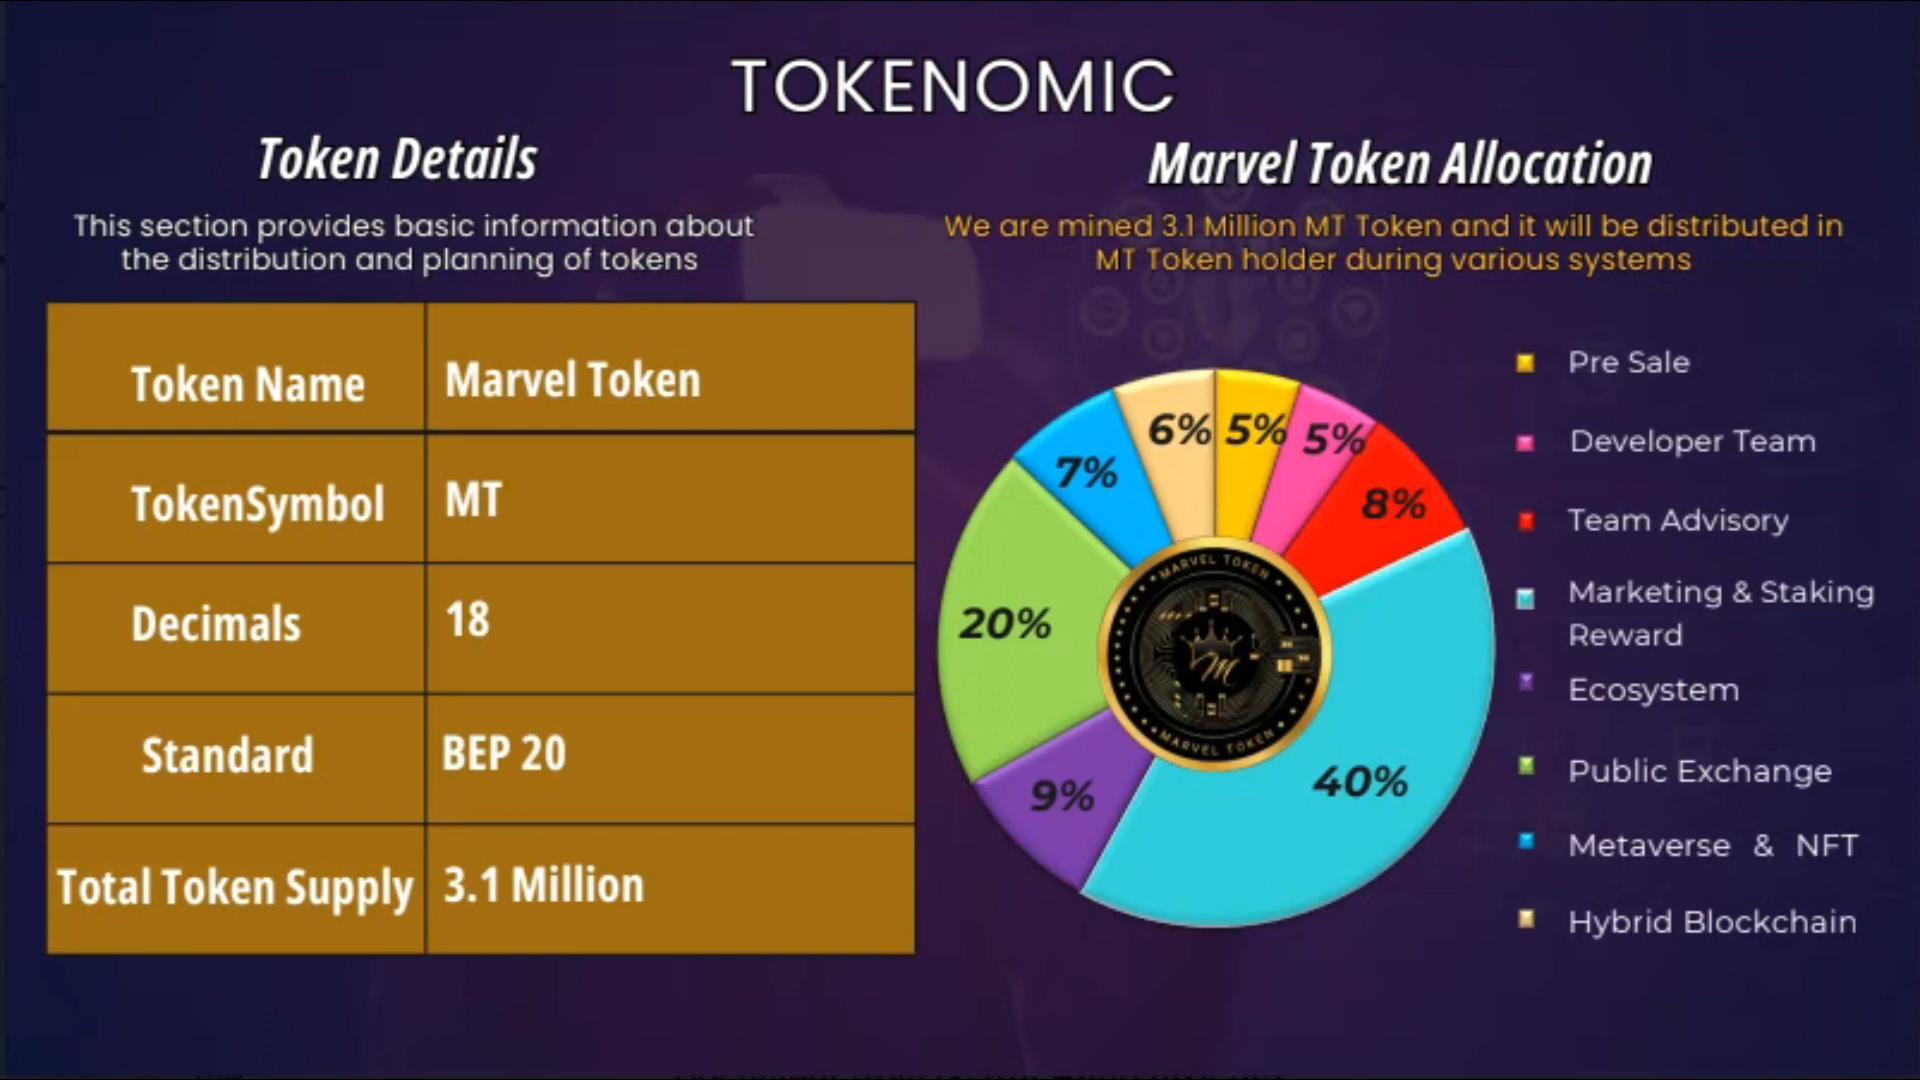 TOKENOMIC
Token Details
This section provides basic information about
the distribution and planning of tokens
Token Name
Marvel Token
TokenSymbol
MT
Decimals
18
Standard
BEP 20
Total Token Supply
3.1 Million
Marvel Token Allocation
We are mined 3.1 Million MT Token and it will be distributed in
MT Token holder during various systems
6%
5%
5%
7%
8%
20%
9%
40%
MARVEL TOKEN
M
MARVEL TOKEN
Pre Sale
Developer Team
Team Advisory
Marketing & Staking
Reward
Ecosystem
Public Exchange
Metaverse & NFT
Hybrid Blockchain